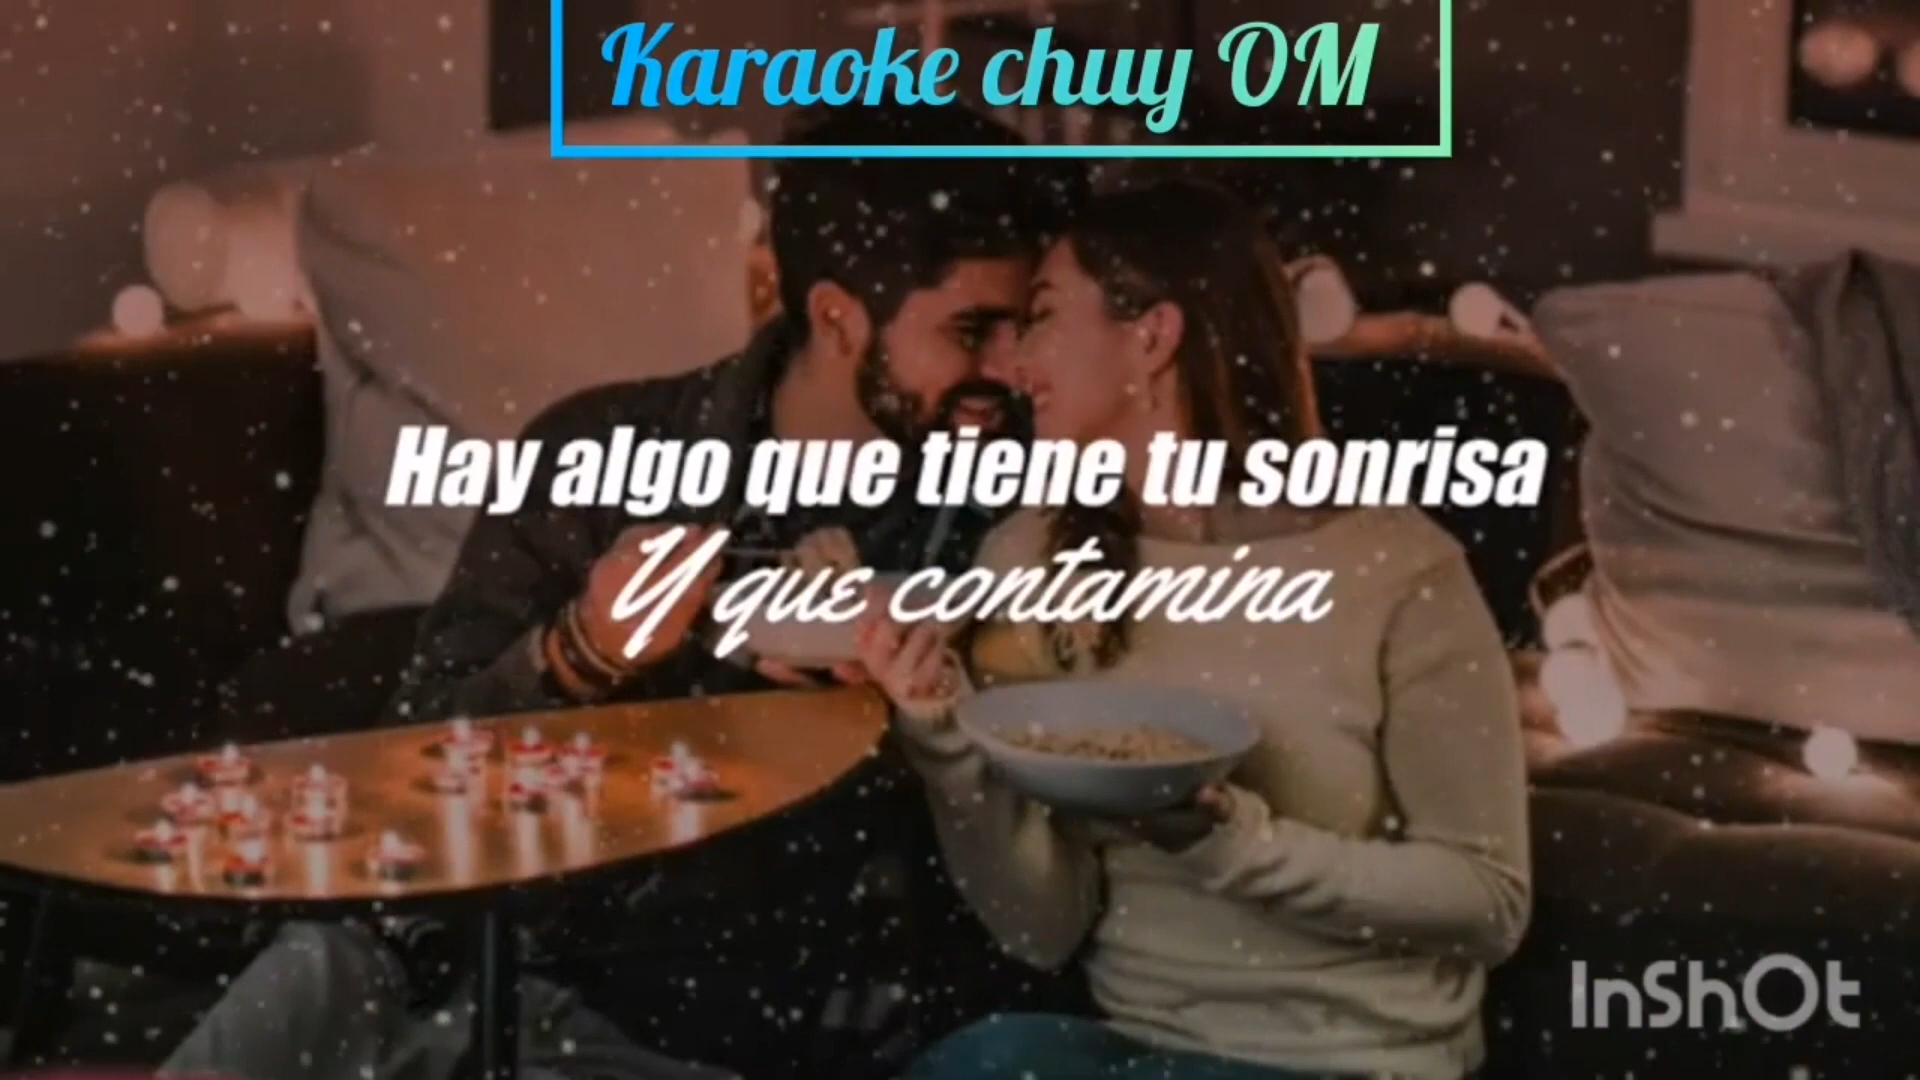 Karaoke chuy OM
Hay algo que tiene tu sonrisa
Y que contamina
InShOt